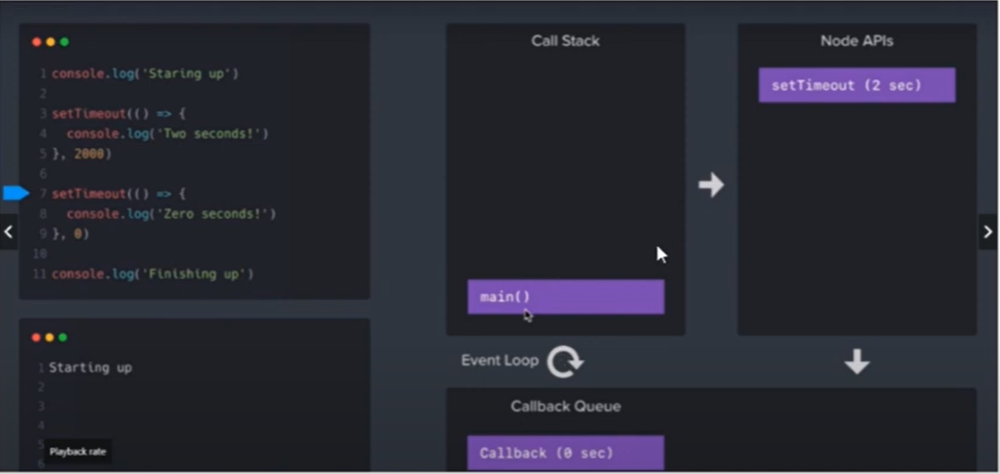 1 console.log('Staring up')
2
3 setTimeout(() => {
4 console.log('Two seconds!')
5 }, 2000)
6
7 setTimeout(() => {
8 console.log('Zero seconds!')
9 }, 0)
10
11 console.log('Finishing up')
1 Starting up
2
3
4
5
6
Playback rate
Call Stack
main()
Event Loop
Node APIs
setTimeout (2 sec)
Callback Queue
Callback (0 sec)